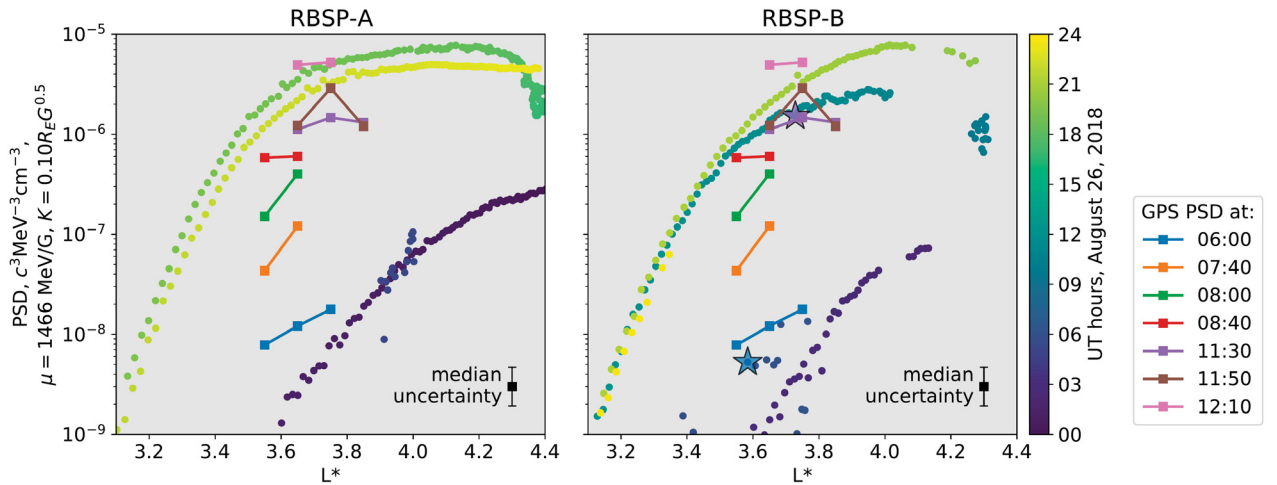 RBSP-A
RBSP-B
PSD, c³MeV⁻³cm⁻³,
μ = 1466 MeV/G, K = 0.10R_E G^0.5
10⁻⁵
10⁻⁶
10⁻⁷
10⁻⁸
10⁻⁹
median
uncertainty
3.2 3.4 3.6 3.8 4.0 4.2 4.4
L*
median
uncertainty
3.2 3.4 3.6 3.8 4.0 4.2 4.4
L*
24
21
18
15
12
09
06
03
00
UT hours, August 26, 2018
GPS PSD at:
06:00
07:40
08:00
08:40
11:30
11:50
12:10